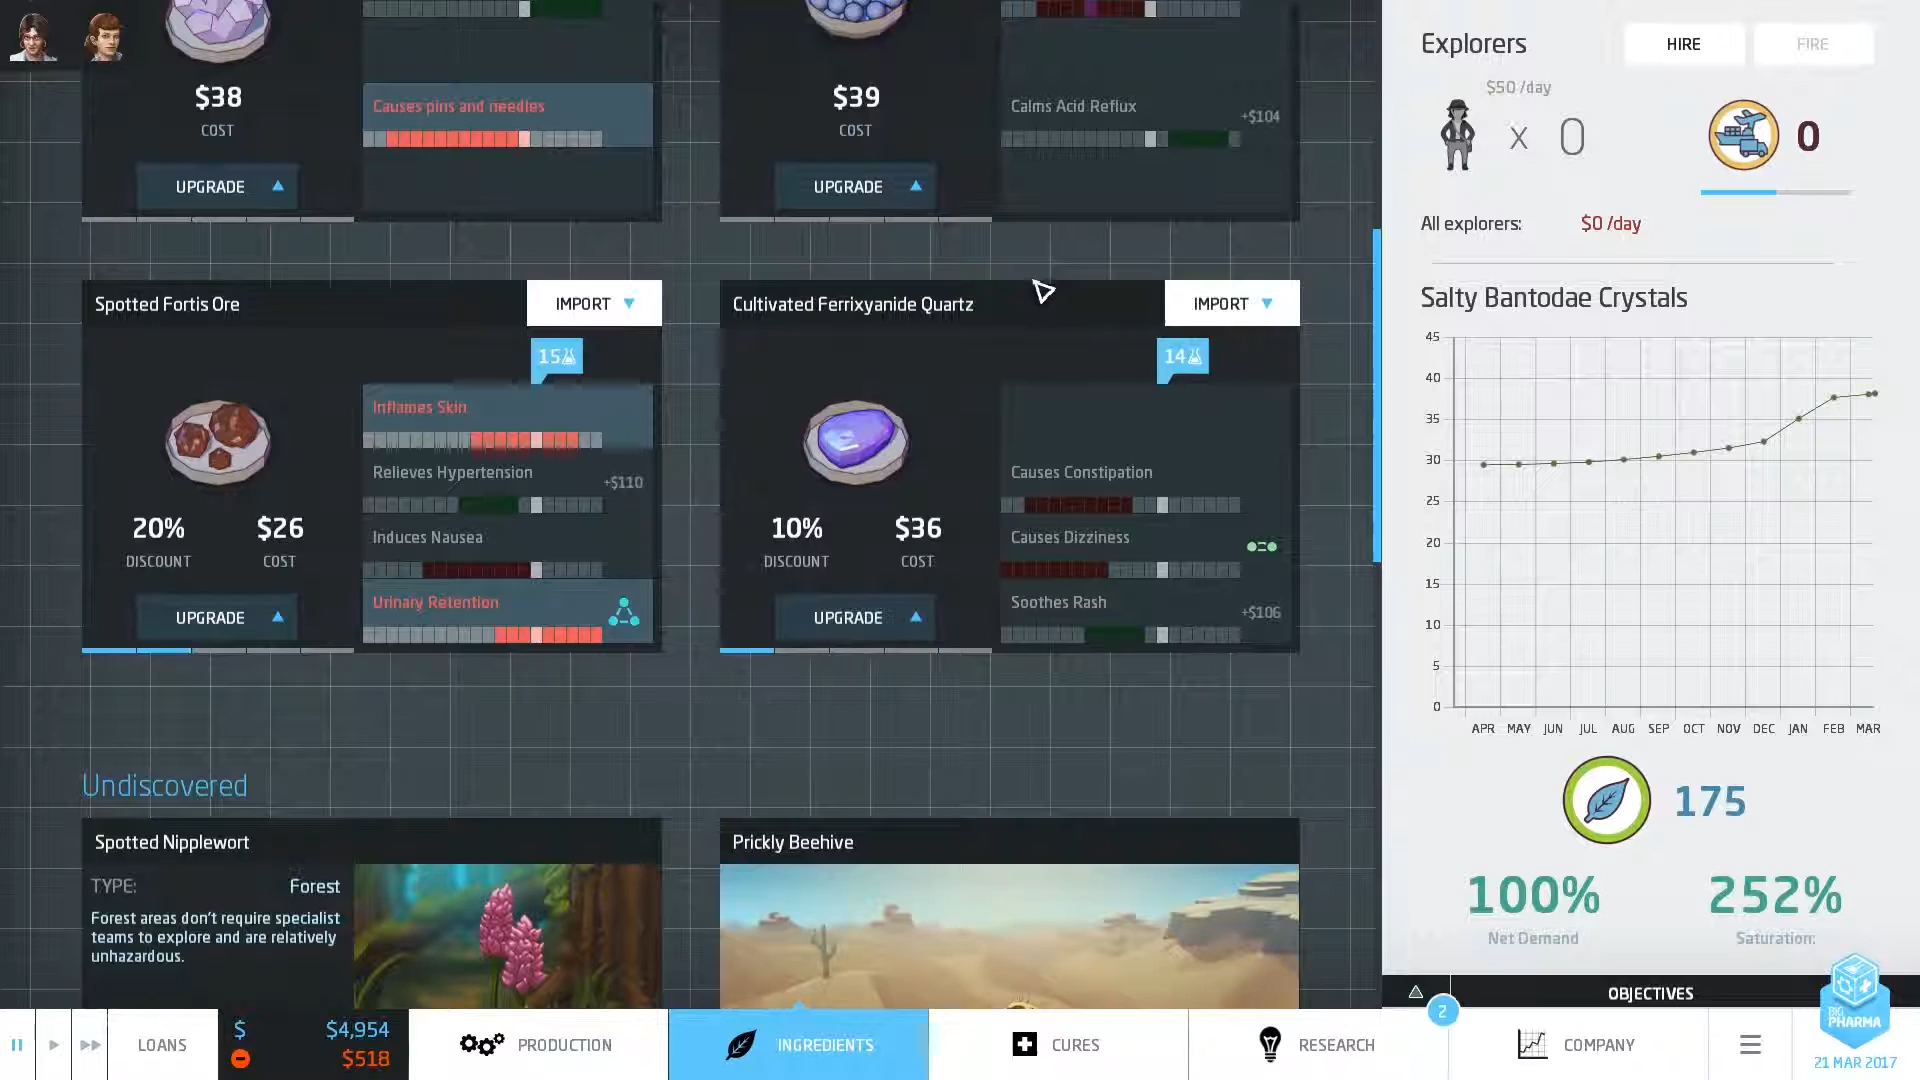 $38
COST
UPGRADE
Causes pins and needles
$39
COST
UPGRADE
Calms Acid Reflux
+$104
Explorers
HIRE
FIRE
$50 /day
X 0
0
All explorers:
$0 /day
Spotted Fortis Ore
IMPORT
15
20%
DISCOUNT
$26
COST
UPGRADE
Inflames Skin
Relieves Hypertension
+$110
Induces Nausea
Urinary Retention
Cultivated Ferrixyanide Quartz
IMPORT
14
10%
DISCOUNT
$36
COST
UPGRADE
Causes Constipation
Causes Dizziness
Soothes Rash
+$106
Salty Bantodae Crystals
45
40
35
30
25
20
15
10
5
0
APR MAY JUN JUL AUG SEP OCT NOV DEC JAN FEB MAR
175
100%
Net Demand
252%
Saturation:
Undiscovered
Spotted Nipplewort
TYPE:
Forest
Forest areas don't require specialist
teams to explore and are relatively
unhazardous.
Prickly Beehive
OBJECTIVES
2
LOANS
$ $4,954
$518
PRODUCTION
INGREDIENTS
CURES
RESEARCH
COMPANY
BIG
PHARMA
21 MAR 2017